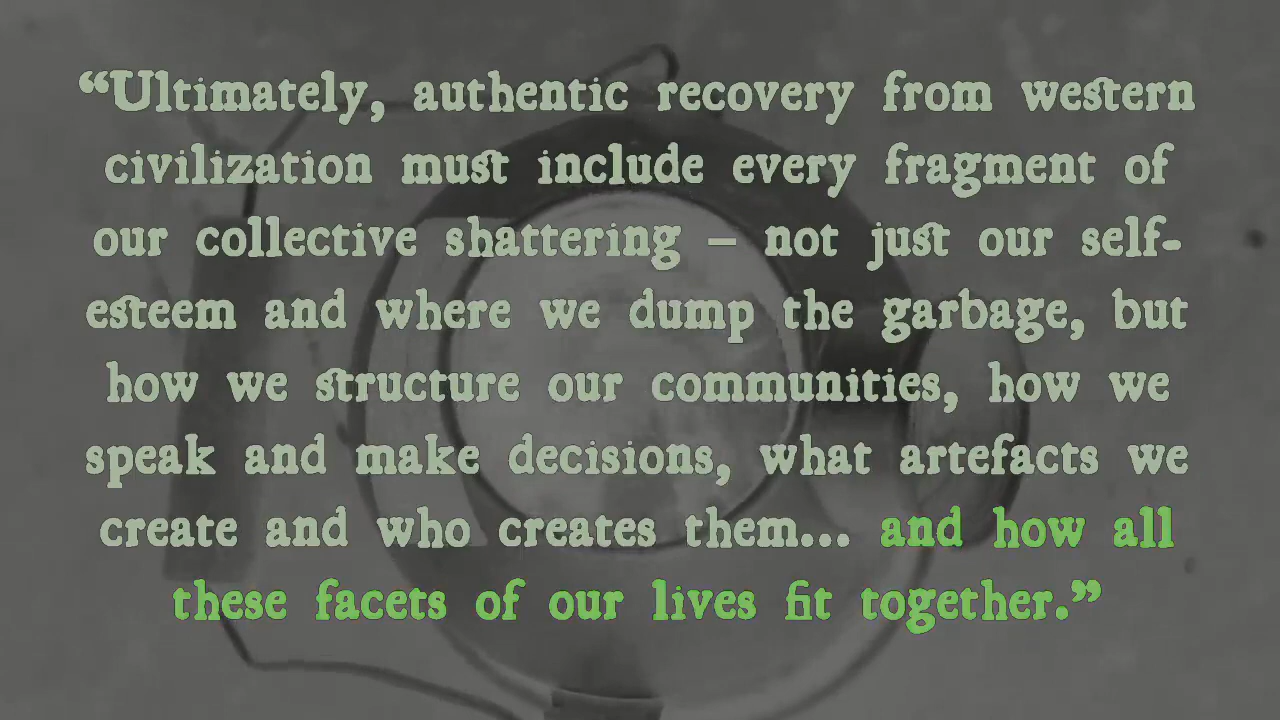 “Ultimately, authentic recovery from western
civilization must include every fragment of
our collective shattering – not just our self-
esteem and where we dump the garbage, but
how we structure our communities, how we
speak and make decisions, what artefacts we
create and who creates them... and how all
these facets of our lives fit together.”